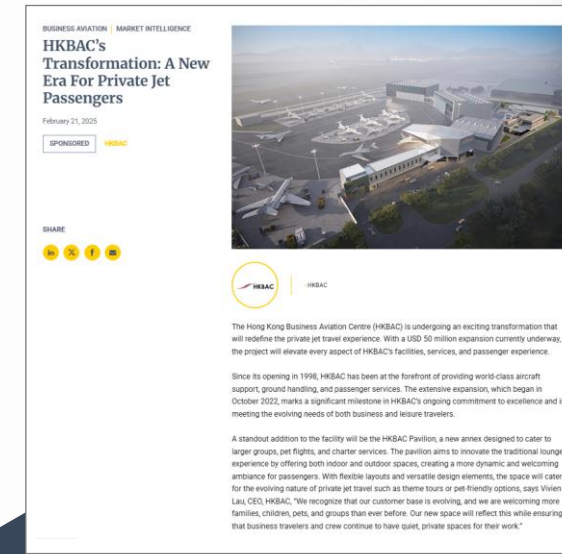 BUSINESS AVIATION | MARKET INTELLIGENCE
HKBAC's
Transformation: A New
Era For Private Jet
Passengers
February 21, 2025
SPONSORED HKBAC
SHARE
in X f
HKBAC | HKBAC
The Hong Kong Business Aviation Centre (HKBAC) is undergoing an exciting transformation that
will redefine the private jet travel experience. With a USD 50 million expansion currently underway,
the project will elevate every aspect of HKBAC's facilities, services, and passenger experience.
Since its opening in 1998, HKBAC has been at the forefront of providing world-class aircraft
support, ground handling, and passenger services. The extensive expansion, which began in
October 2022, marks a significant milestone in HKBAC's ongoing commitment to excellence and i
meeting the evolving needs of both business and leisure travelers.
A standout addition to the facility will be the HKBAC Pavilion, a new annex designed to cater to
larger groups, pet flights, and charter services. The pavilion aims to innovate the traditional lounge
experience by offering both indoor and outdoor spaces, creating a more dynamic and welcoming
ambiance for passengers. With flexible layouts and versatile design elements, the space will cater
for the evolving nature of private jet travel such as theme tours or pet-friendly options, says Vivien
Lau, CEO, HKBAC, "We recognize that our customer base is evolving, and we are welcoming more
families, children, pets, and groups than ever before. Our new space will reflect this while ensuring
that business travelers and crew continue to have quiet, private spaces for their work."